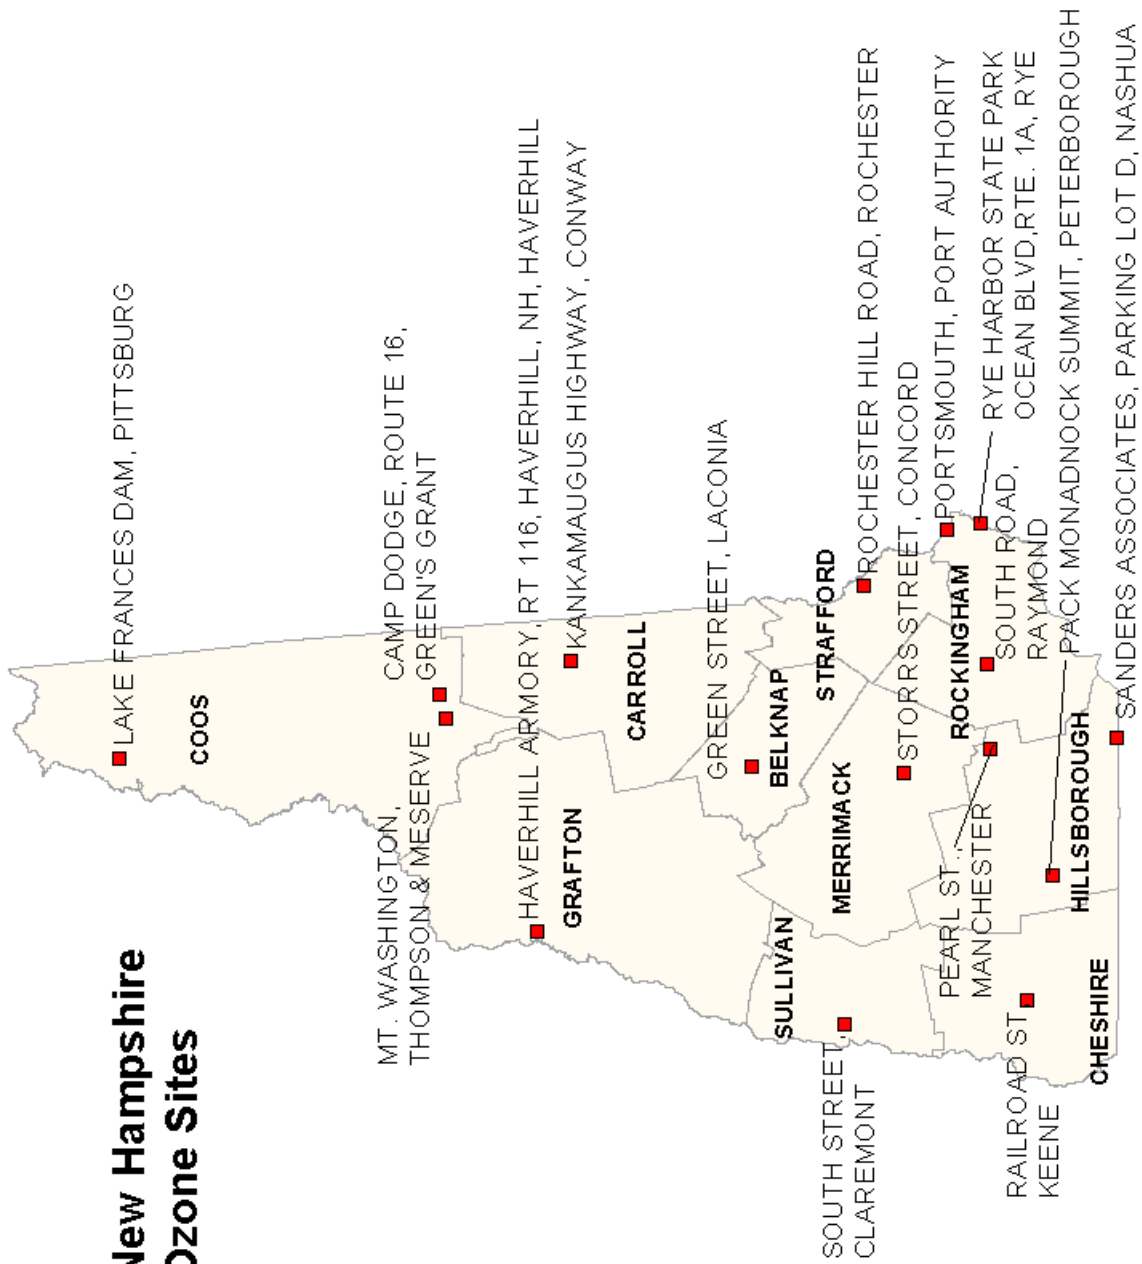 New Hampshire
Ozone Sites
LAKE FRANCES DAM, PITTSBURG
COOS
CAMP DODGE, ROUTE 16,
GREEN'S GRANT
MT. WASHINGTON,
THOMPSON & MESERVE
HAVERHILL ARMORY, RT 116, HAVERHILL, NH, HAVERHILL
GRAFTON
KANKAMAUGUS HIGHWAY, CONWAY
CARROLL
GREEN STREET, LACONIA
BELKNAP
SULLIVAN
STRAFFORD
MERRIMACK
SOUTH STREET,
CLAREMONT
ROCHESTER HILL ROAD, ROCHESTER
STORRS STREET, CONCORD
PORTSMOUTH, PORT AUTHORITY
ROCKINGHAM
PEARL ST.,
MANCHESTER
RYE HARBOR STATE PARK
OCEAN BLVD,RTE. 1A, RYE
SOUTH ROAD,
RAYMOND
RAILROAD ST,
KEENE
PACK MONADNOCK SUMMIT, PETERBOROUGH
HILLSBOROUGH
CHESHIRE
SANDERS ASSOCIATES, PARKING LOT D, NASHUA